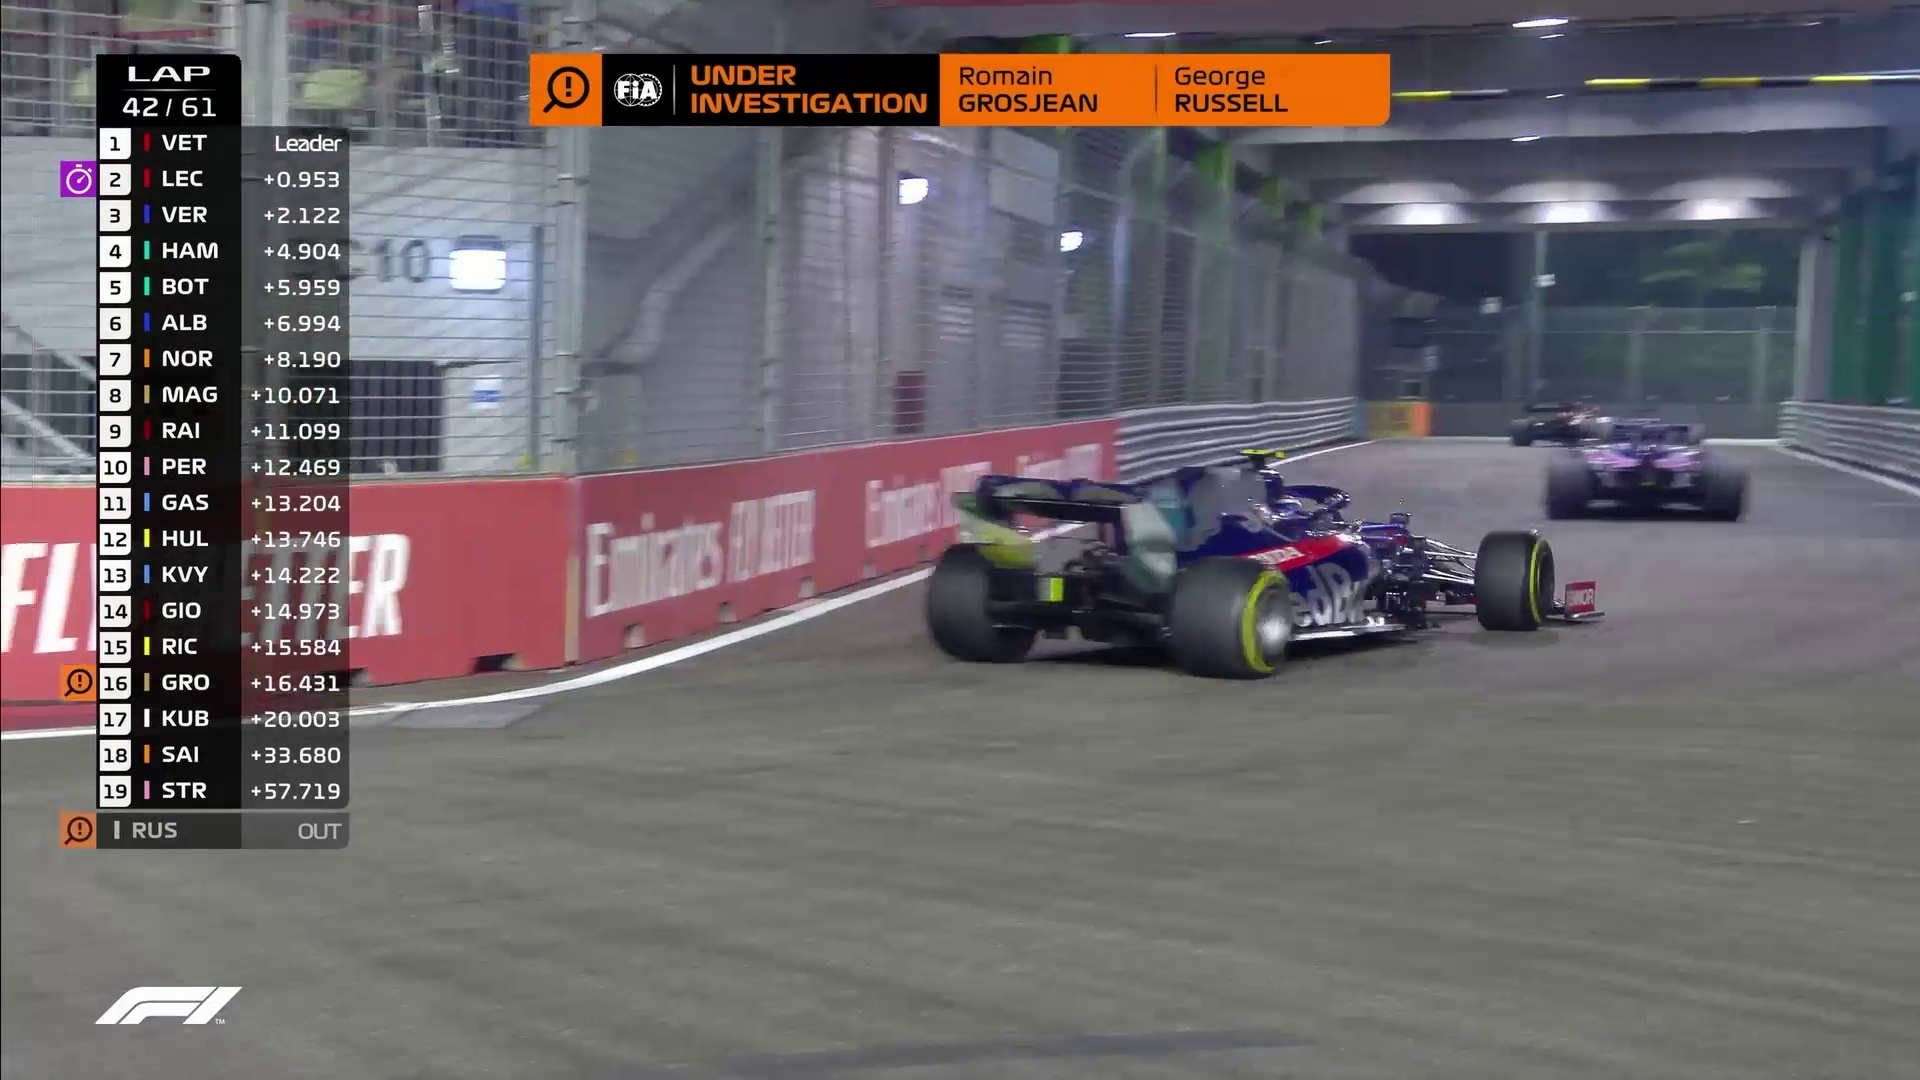 LAP
42 / 61
1 VET Leader
2 LEC +0.953
3 VER +2.122
4 HAM +4.904
5 BOT +5.959
6 ALB +6.994
7 NOR +8.190
8 MAG +10.071
9 RAI +11.099
10 PER +12.469
11 GAS +13.204
12 HUL +13.746
13 KVY +14.222
14 GIO +14.973
15 RIC +15.584
16 GRO +16.431
17 KUB +20.003
18 SAI +33.680
19 STR +57.719
RUS OUT
FIA
UNDER
INVESTIGATION
Romain
GROSJEAN
George
RUSSELL
10
Emirates FLY BETTER
Emirates
F1